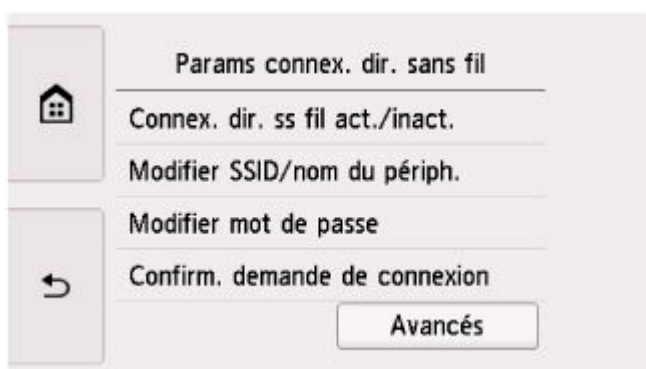 Params connex. dir. sans fil
Connex. dir. ss fil act./inact.
Modifier SSID/nom du périph.
Modifier mot de passe
Confirm. demande de connexion
Avancés